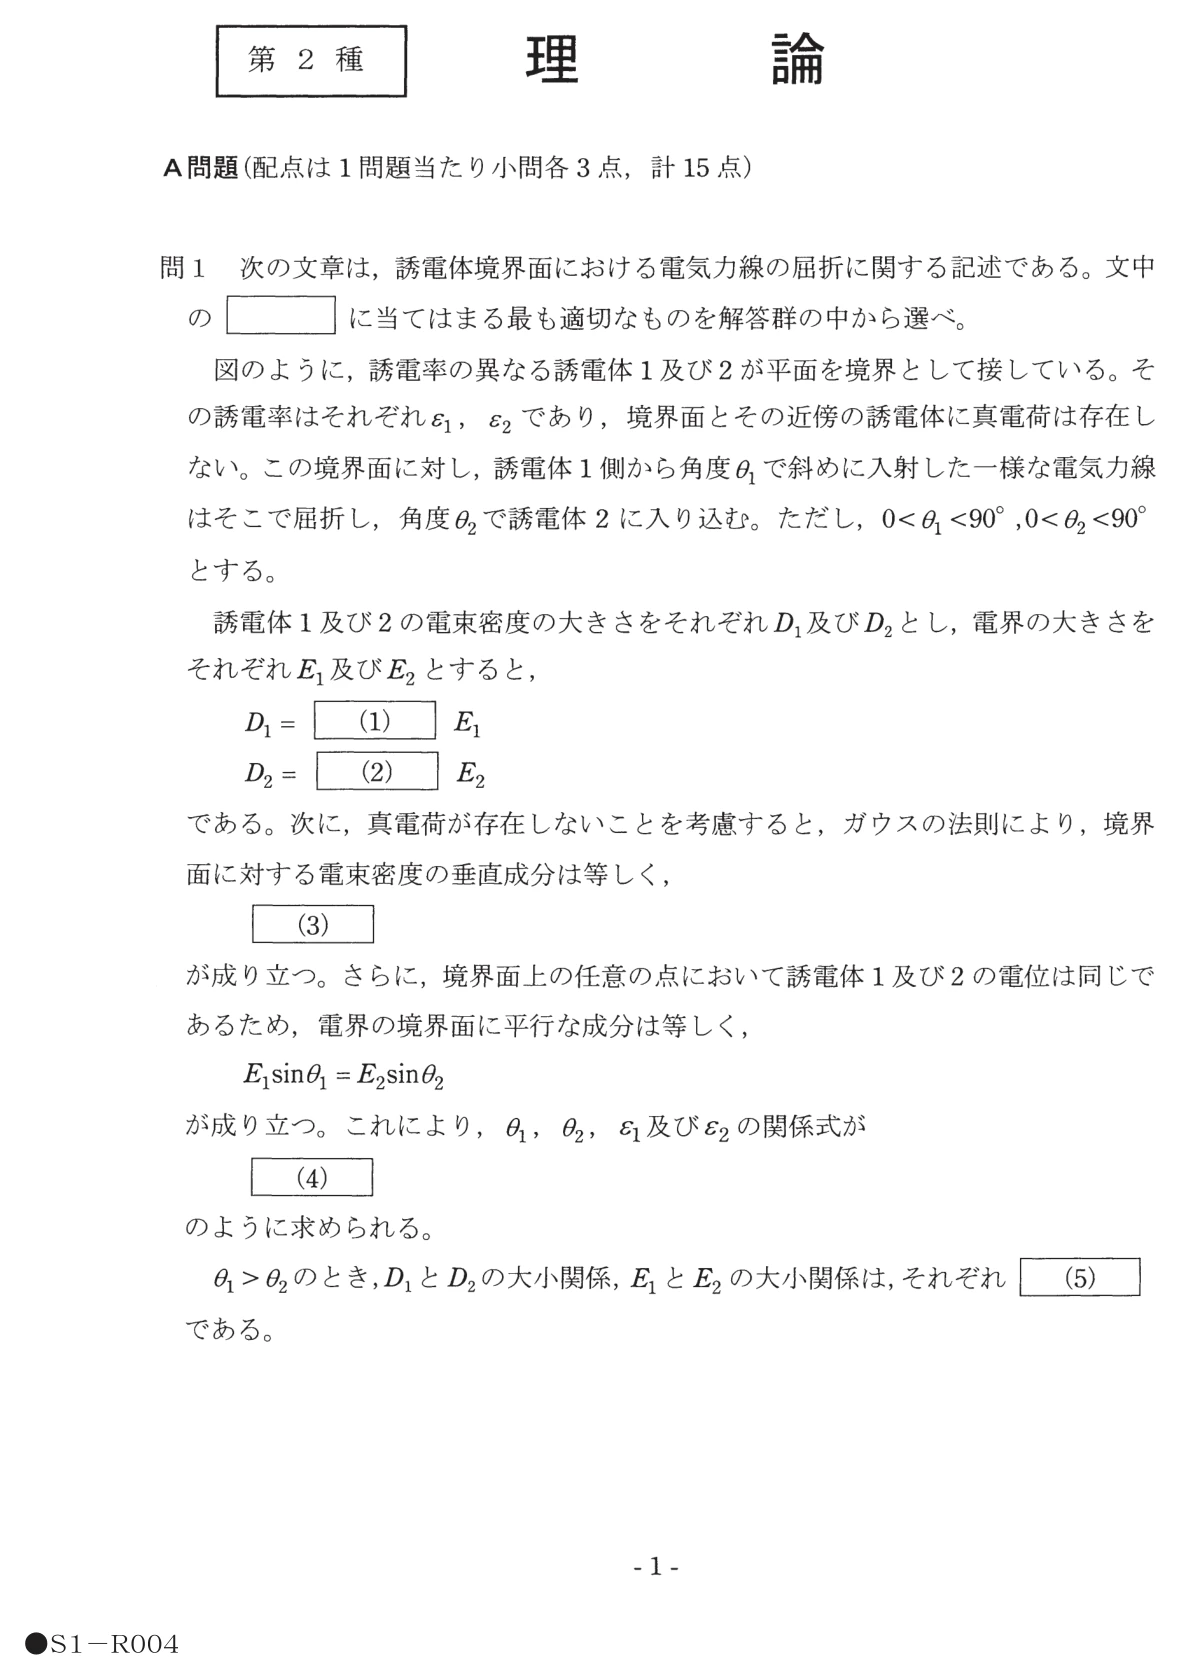 第 2 種
理 論
A問題(配点は1問題当たり小問各3点，計15点)
問1 次の文章は，誘電体境界面における電気力線の屈折に関する記述である。文中
の に当てはまる最も適切なものを解答群の中から選べ。
図のように，誘電率の異なる誘電体1及び2が平面を境界として接している。そ
の誘電率はそれぞれε₁， ε₂であり，境界面とその近傍の誘電体に真電荷は存在し
ない。この境界面に対し，誘電体1側から角度θ₁で斜めに入射した一様な電気力線
はそこで屈折し，角度θ₂で誘電体2に入り込む。ただし，0<θ₁<90°,0<θ₂<90°
とする。
誘電体1及び2の電束密度の大きさをそれぞれD₁及びD₂とし，電界の大きさを
それぞれE₁及びE₂とすると，
D₁= (1) E₁
D₂= (2) E₂
である。次に，真電荷が存在しないことを考慮すると，ガウスの法則により，境界
面に対する電束密度の垂直成分は等しく，
(3)
が成り立つ。さらに，境界面上の任意の点において誘電体1及び2の電位は同じで
あるため，電界の境界面に平行な成分は等しく，
E₁sinθ₁=E₂sinθ₂
が成り立つ。これにより， θ₁， θ₂， ε₁及びε₂の関係式が
(4)
のように求められる。
θ₁>θ₂のとき,D₁とD₂の大小関係，E₁とE₂の大小関係は，それぞれ (5)
である。
- 1 -
●S1－R004